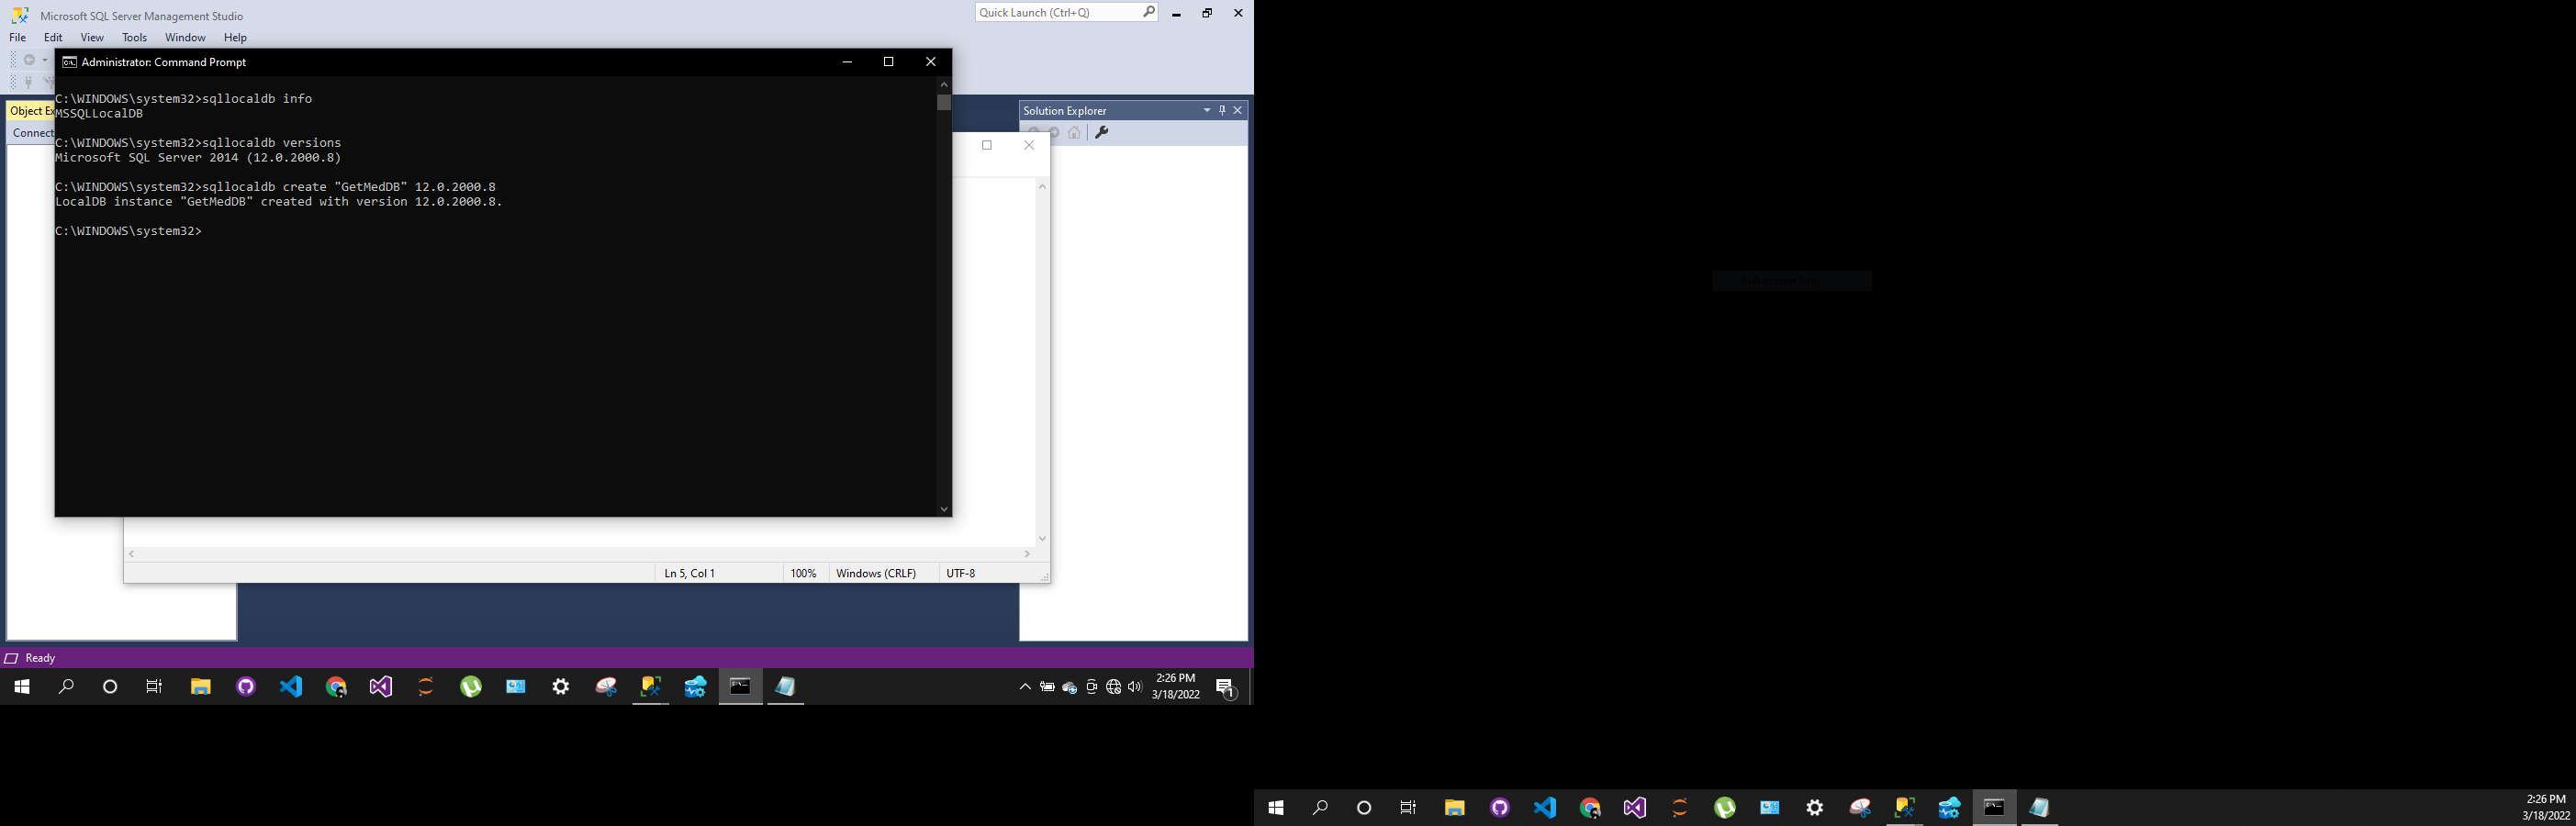 Microsoft SQL Server Management Studio
Quick Launch (Ctrl+Q)
File Edit View Tools Window Help
Administrator: Command Prompt
C:\WINDOWS\system32>sqllocaldb info
MSSQLLocalDB
C:\WINDOWS\system32>sqllocaldb versions
Microsoft SQL Server 2014 (12.0.2000.8)
C:\WINDOWS\system32>sqllocaldb create "GetMedDB" 12.0.2000.8
LocalDB instance "GetMedDB" created with version 12.0.2000.8.
C:\WINDOWS\system32>
Object Ex
Connect
Solution Explorer
Ln 5, Col 1 100% Windows (CRLF) UTF-8
Ready
2:26 PM
3/18/2022
1
2:26 PM
3/18/2022